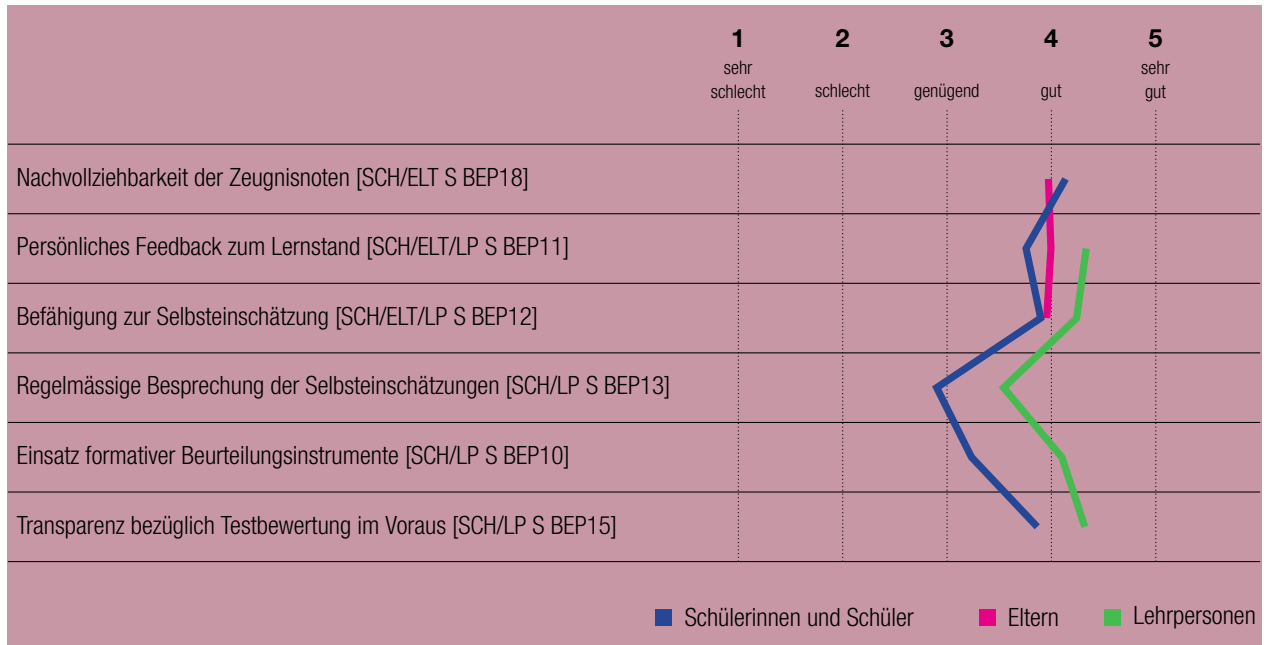 1 2 3 4 5
sehr schlecht schlecht genügend gut sehr gut
Nachvollziehbarkeit der Zeugnisnoten [SCH/ELT S BEP18]
Persönliches Feedback zum Lernstand [SCH/ELT/LP S BEP11]
Befähigung zur Selbsteinschätzung [SCH/ELT/LP S BEP12]
Regelmässige Besprechung der Selbsteinschätzungen [SCH/LP S BEP13]
Einsatz formativer Beurteilungsinstrumente [SCH/LP S BEP10]
Transparenz bezüglich Testbewertung im Voraus [SCH/LP S BEP15]
Schülerinnen und Schüler Eltern Lehrpersonen